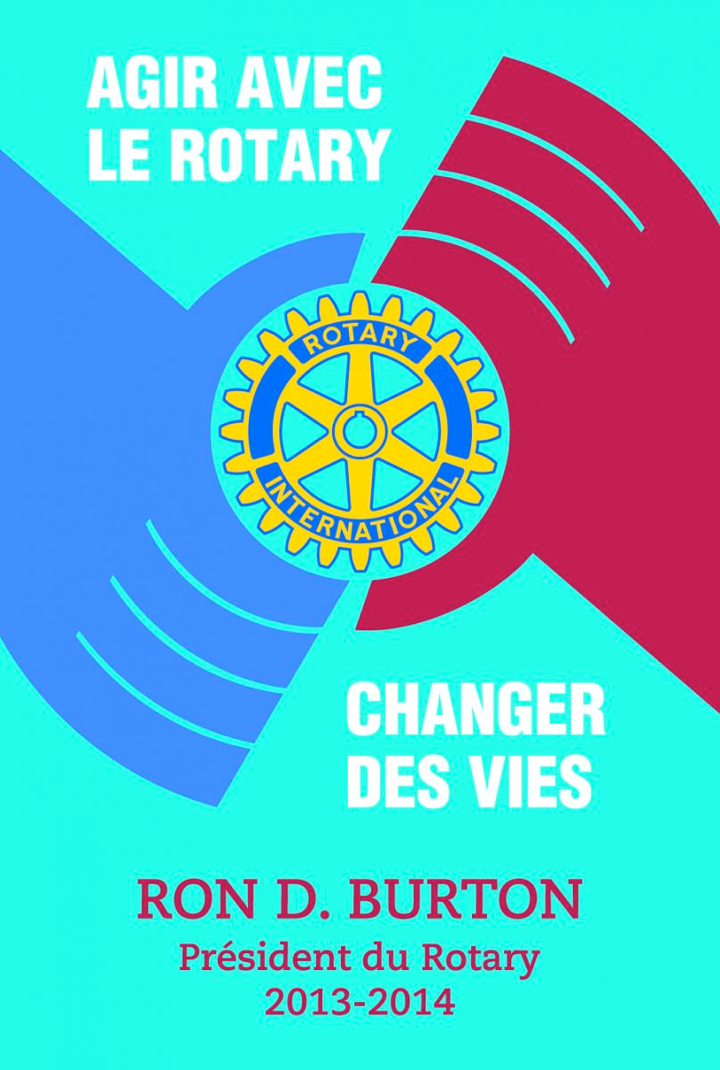 AGIR AVEC
LE ROTARY
ROTARY
INTERNATIONAL
CHANGER
DES VIES
RON D. BURTON
Président du Rotary
2013-2014